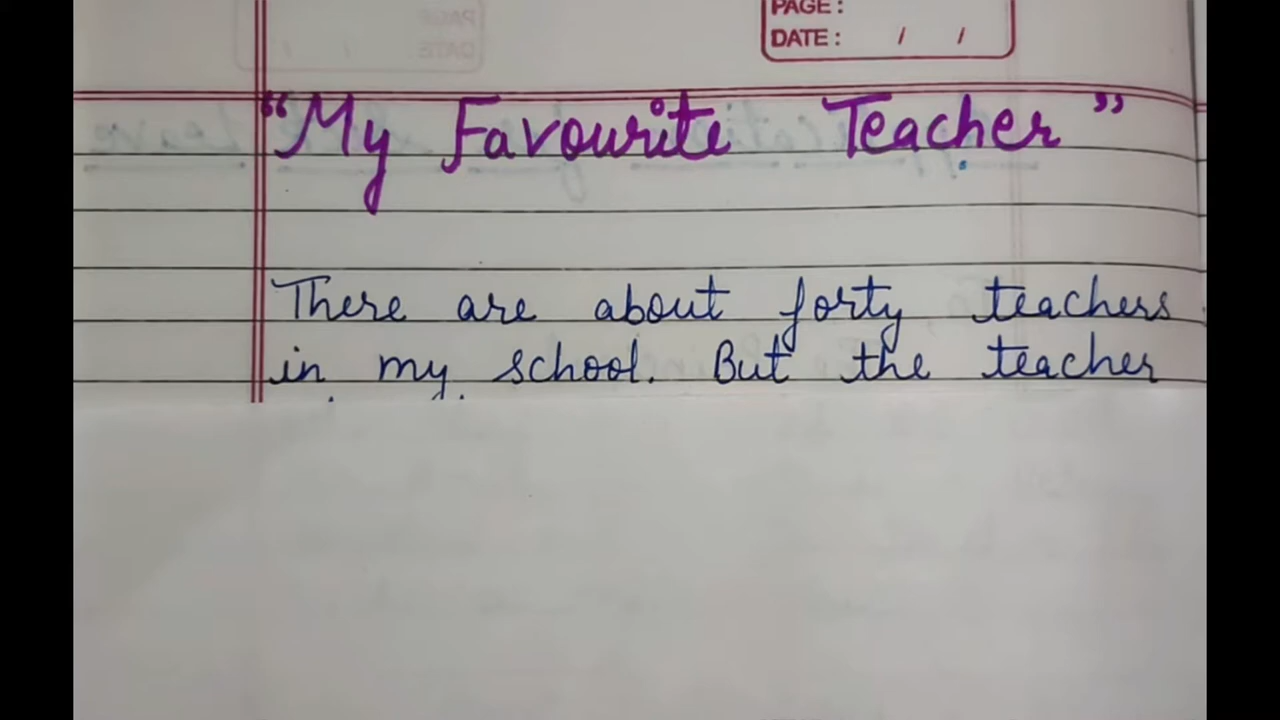 PAGE :
DATE : / /
"My Favourite Teacher"
There are about forty teachers
in my school. But the teacher